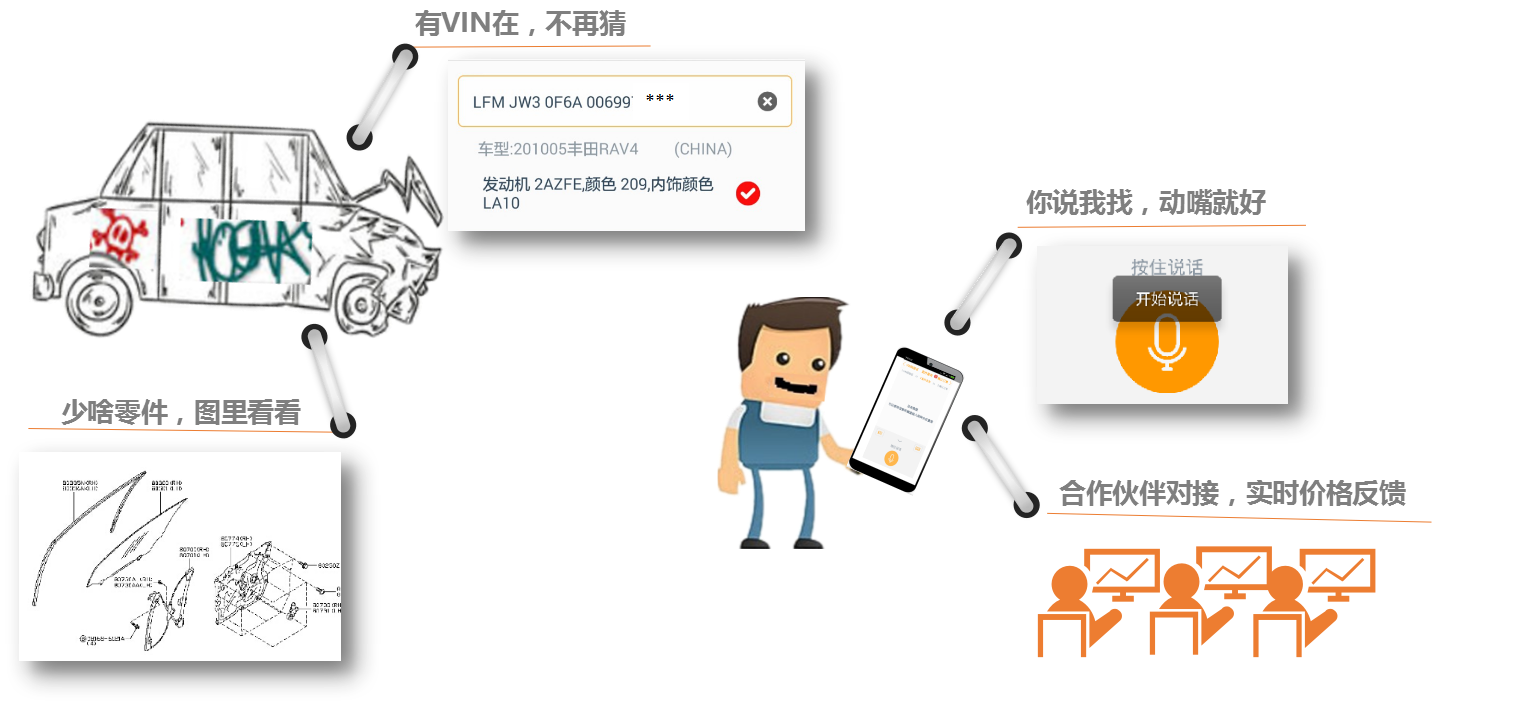 有VIN在，不再猜
LFM JW3 0F6A 00699 ***
车型:201005丰田RAV4 (CHINA)
发动机 2AZFE,颜色 209,内饰颜色
LA10
你说我找，动嘴就好
按住说话
开始说话
少啥零件，图里看看
合作伙伴对接，实时价格反馈